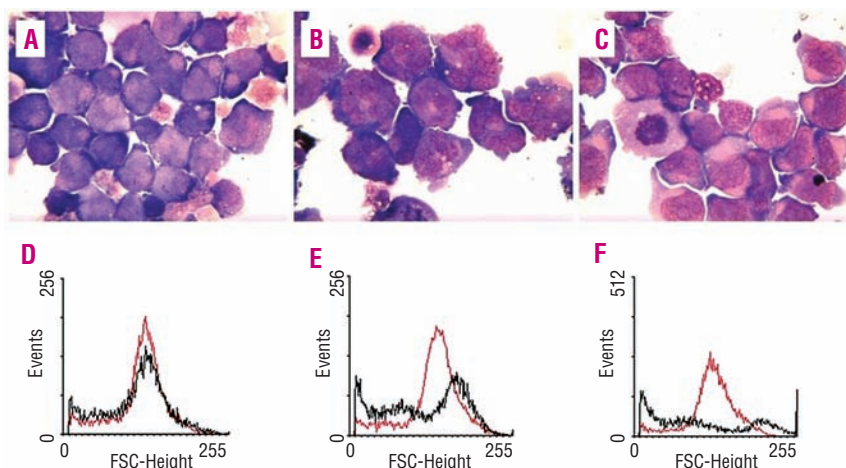 A B C
D E F
256 256 512
Events Events Events
0 0 0
0 255 0 255 0 255
FSC-Height FSC-Height FSC-Height